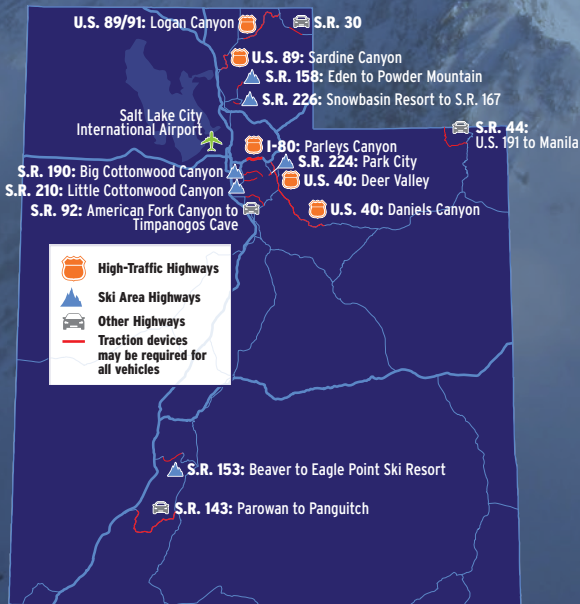 U.S. 89/91: Logan Canyon
S.R. 30
U.S. 89: Sardine Canyon
S.R. 158: Eden to Powder Mountain
S.R. 226: Snowbasin Resort to S.R. 167
Salt Lake City
International Airport
S.R. 44:
U.S. 191 to Manila
I-80: Parleys Canyon
S.R. 224: Park City
S.R. 190: Big Cottonwood Canyon
U.S. 40: Deer Valley
S.R. 210: Little Cottonwood Canyon
S.R. 92: American Fork Canyon to
Timpanogos Cave
U.S. 40: Daniels Canyon
High-Traffic Highways
Ski Area Highways
Other Highways
Traction devices
may be required for
all vehicles
S.R. 153: Beaver to Eagle Point Ski Resort
S.R. 143: Parowan to Panguitch